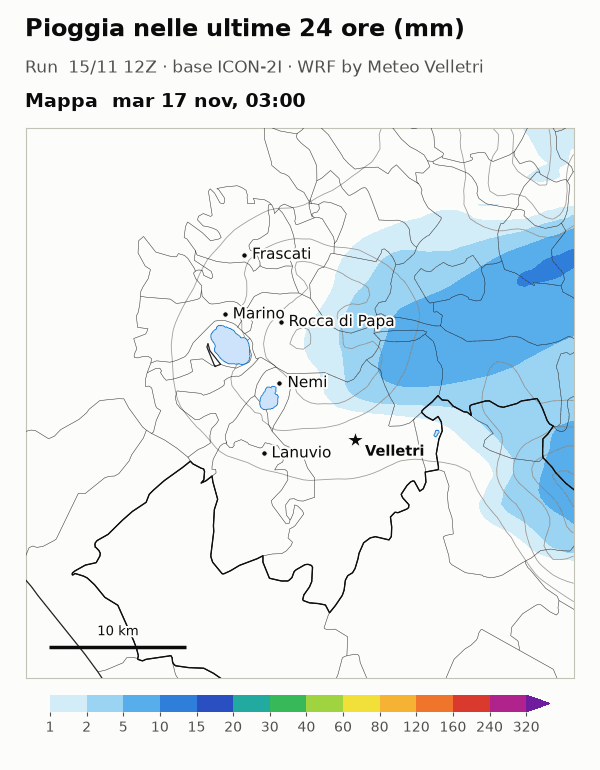 Pioggia nelle ultime 24 ore (mm)
Run  15/11 12Z · base ICON-2I · WRF by Meteo Velletri
Mappa  mar 17 nov, 03:00
Frascati
Marino
Rocca di Papa
Nemi
Velletri
Lanuvio
10 km
1 2 5 10 15 20 30 40 60 80 120 160 240 320